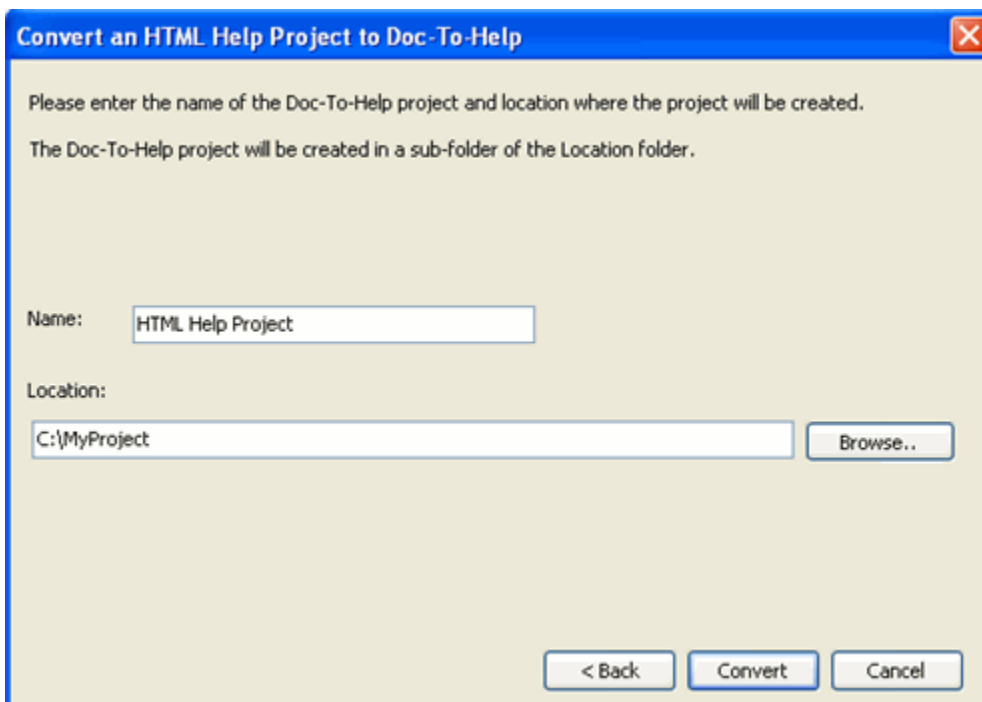 Convert an HTML Help Project to Doc-To-Help
Please enter the name of the Doc-To-Help project and location where the project will be created.
The Doc-To-Help project will be created in a sub-folder of the Location folder.
Name:
HTML Help Project
Location:
C:\MyProject
Browse..
< Back
Convert
Cancel